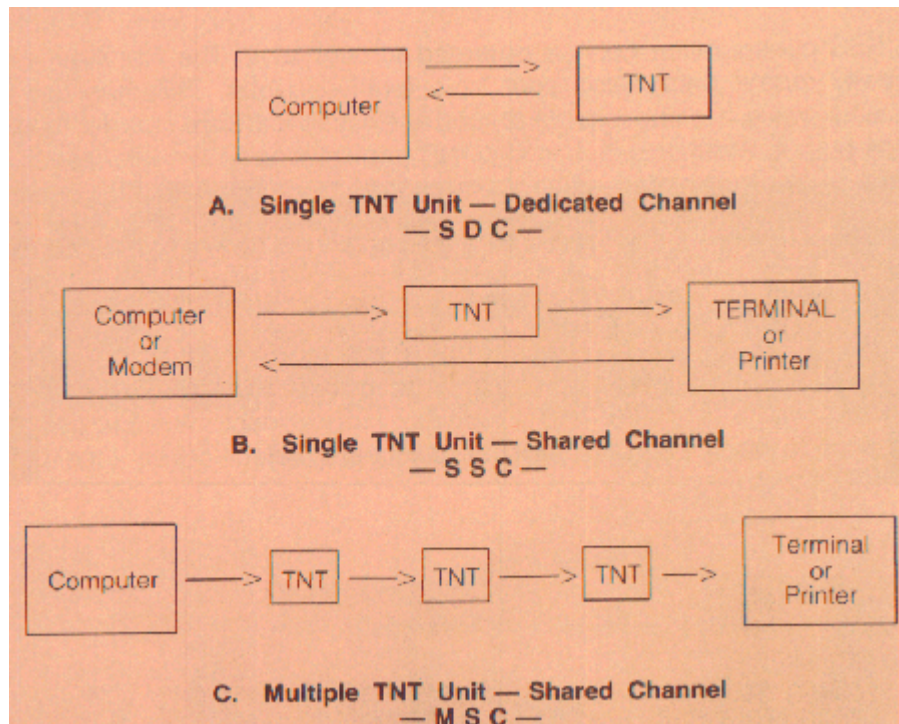 Computer
TNT
A. Single TNT Unit — Dedicated Channel
— S D C —
Computer
or
Modem
TNT
TERMINAL
or
Printer
B. Single TNT Unit — Shared Channel
— S S C —
Computer
TNT
TNT
TNT
Terminal
or
Printer
C. Multiple TNT Unit — Shared Channel
— M S C —